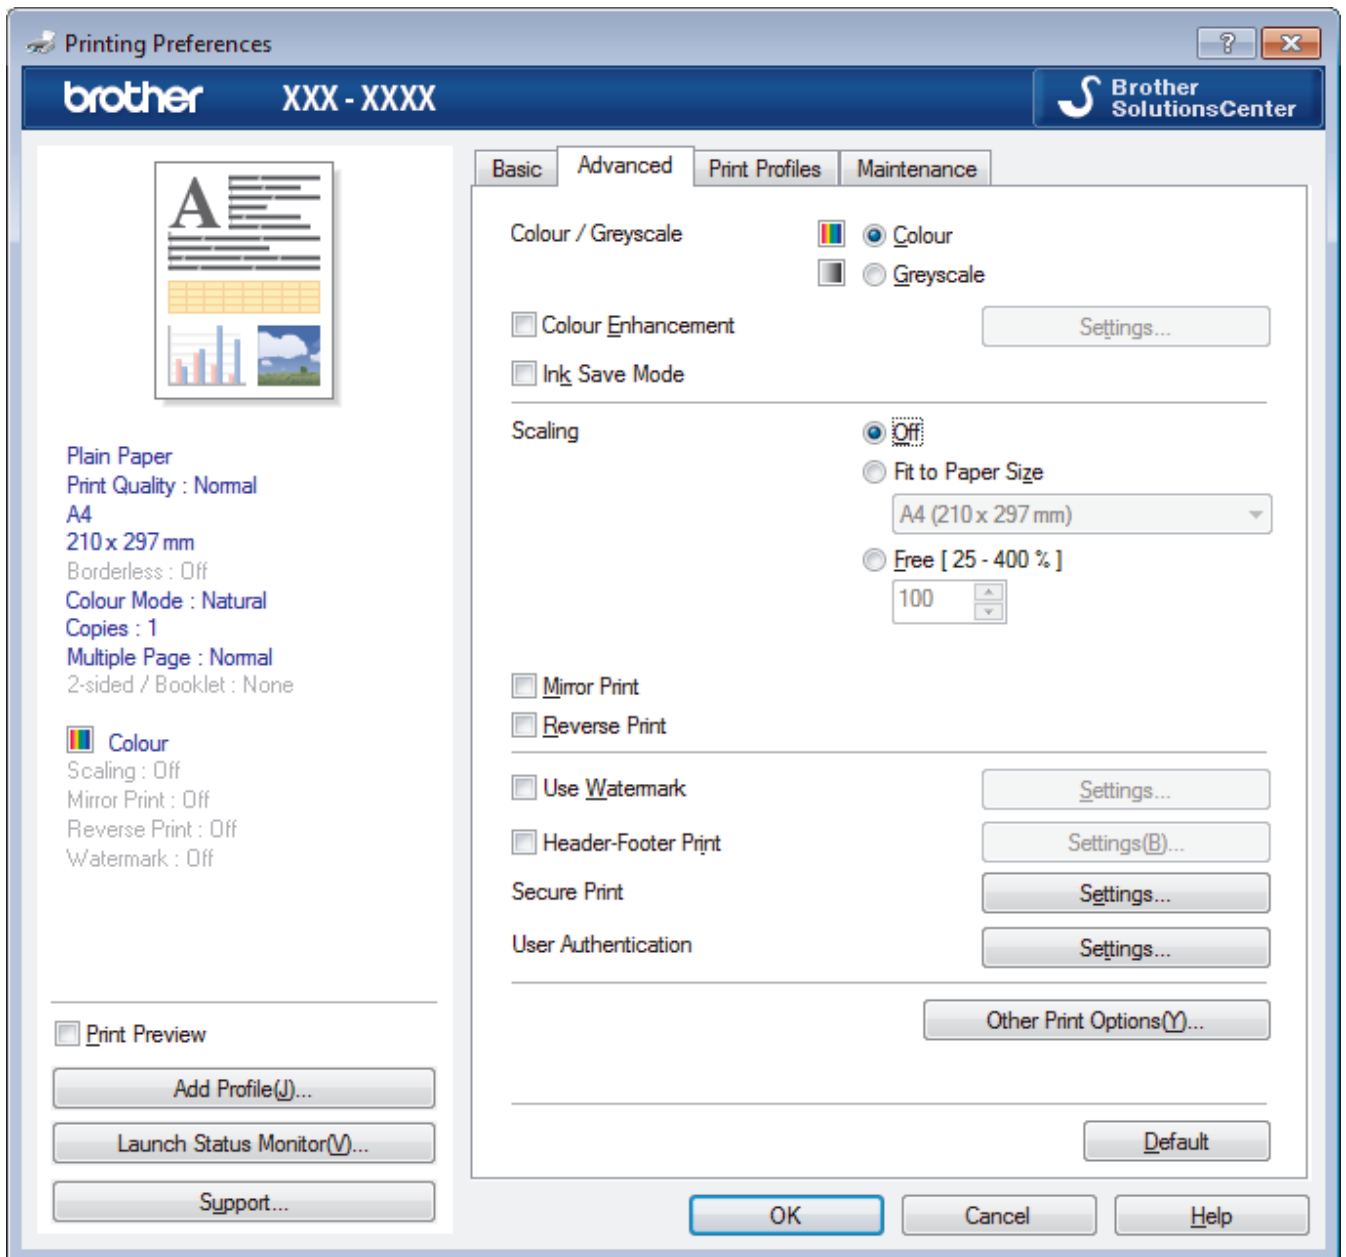 Printing Preferences
brother XXX - XXXX
Brother
SolutionsCenter
A
Plain Paper
Print Quality : Normal
A4
210 x 297 mm
Borderless : Off
Colour Mode : Natural
Copies : 1
Multiple Page : Normal
2-sided / Booklet : None
Colour
Scaling : Off
Mirror Print : Off
Reverse Print : Off
Watermark : Off
Print Preview
Add Profile(J)...
Launch Status Monitor(V)...
Support...
Basic Advanced Print Profiles Maintenance
Colour / Greyscale Colour
Greyscale
Colour Enhancement Settings...
Ink Save Mode
Scaling Off
Fit to Paper Size
A4 (210 x 297 mm)
Free [ 25 - 400 % ]
100
Mirror Print
Reverse Print
Use Watermark Settings...
Header-Footer Print Settings(B)...
Secure Print Settings...
User Authentication Settings...
Other Print Options(Y)...
Default
OK Cancel Help